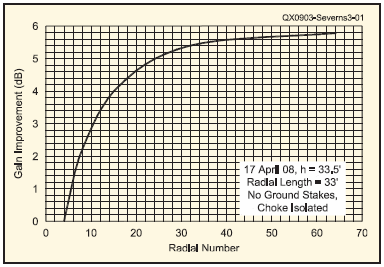 QX0903-Severns3-01
Gain Improvement (dB)
6
5
4
3
2
1
0
17 April 08, h = 33.5'
Radial Length = 33'
No Ground Stakes,
Choke Isolated
0 10 20 30 40 50 60 70
Radial Number